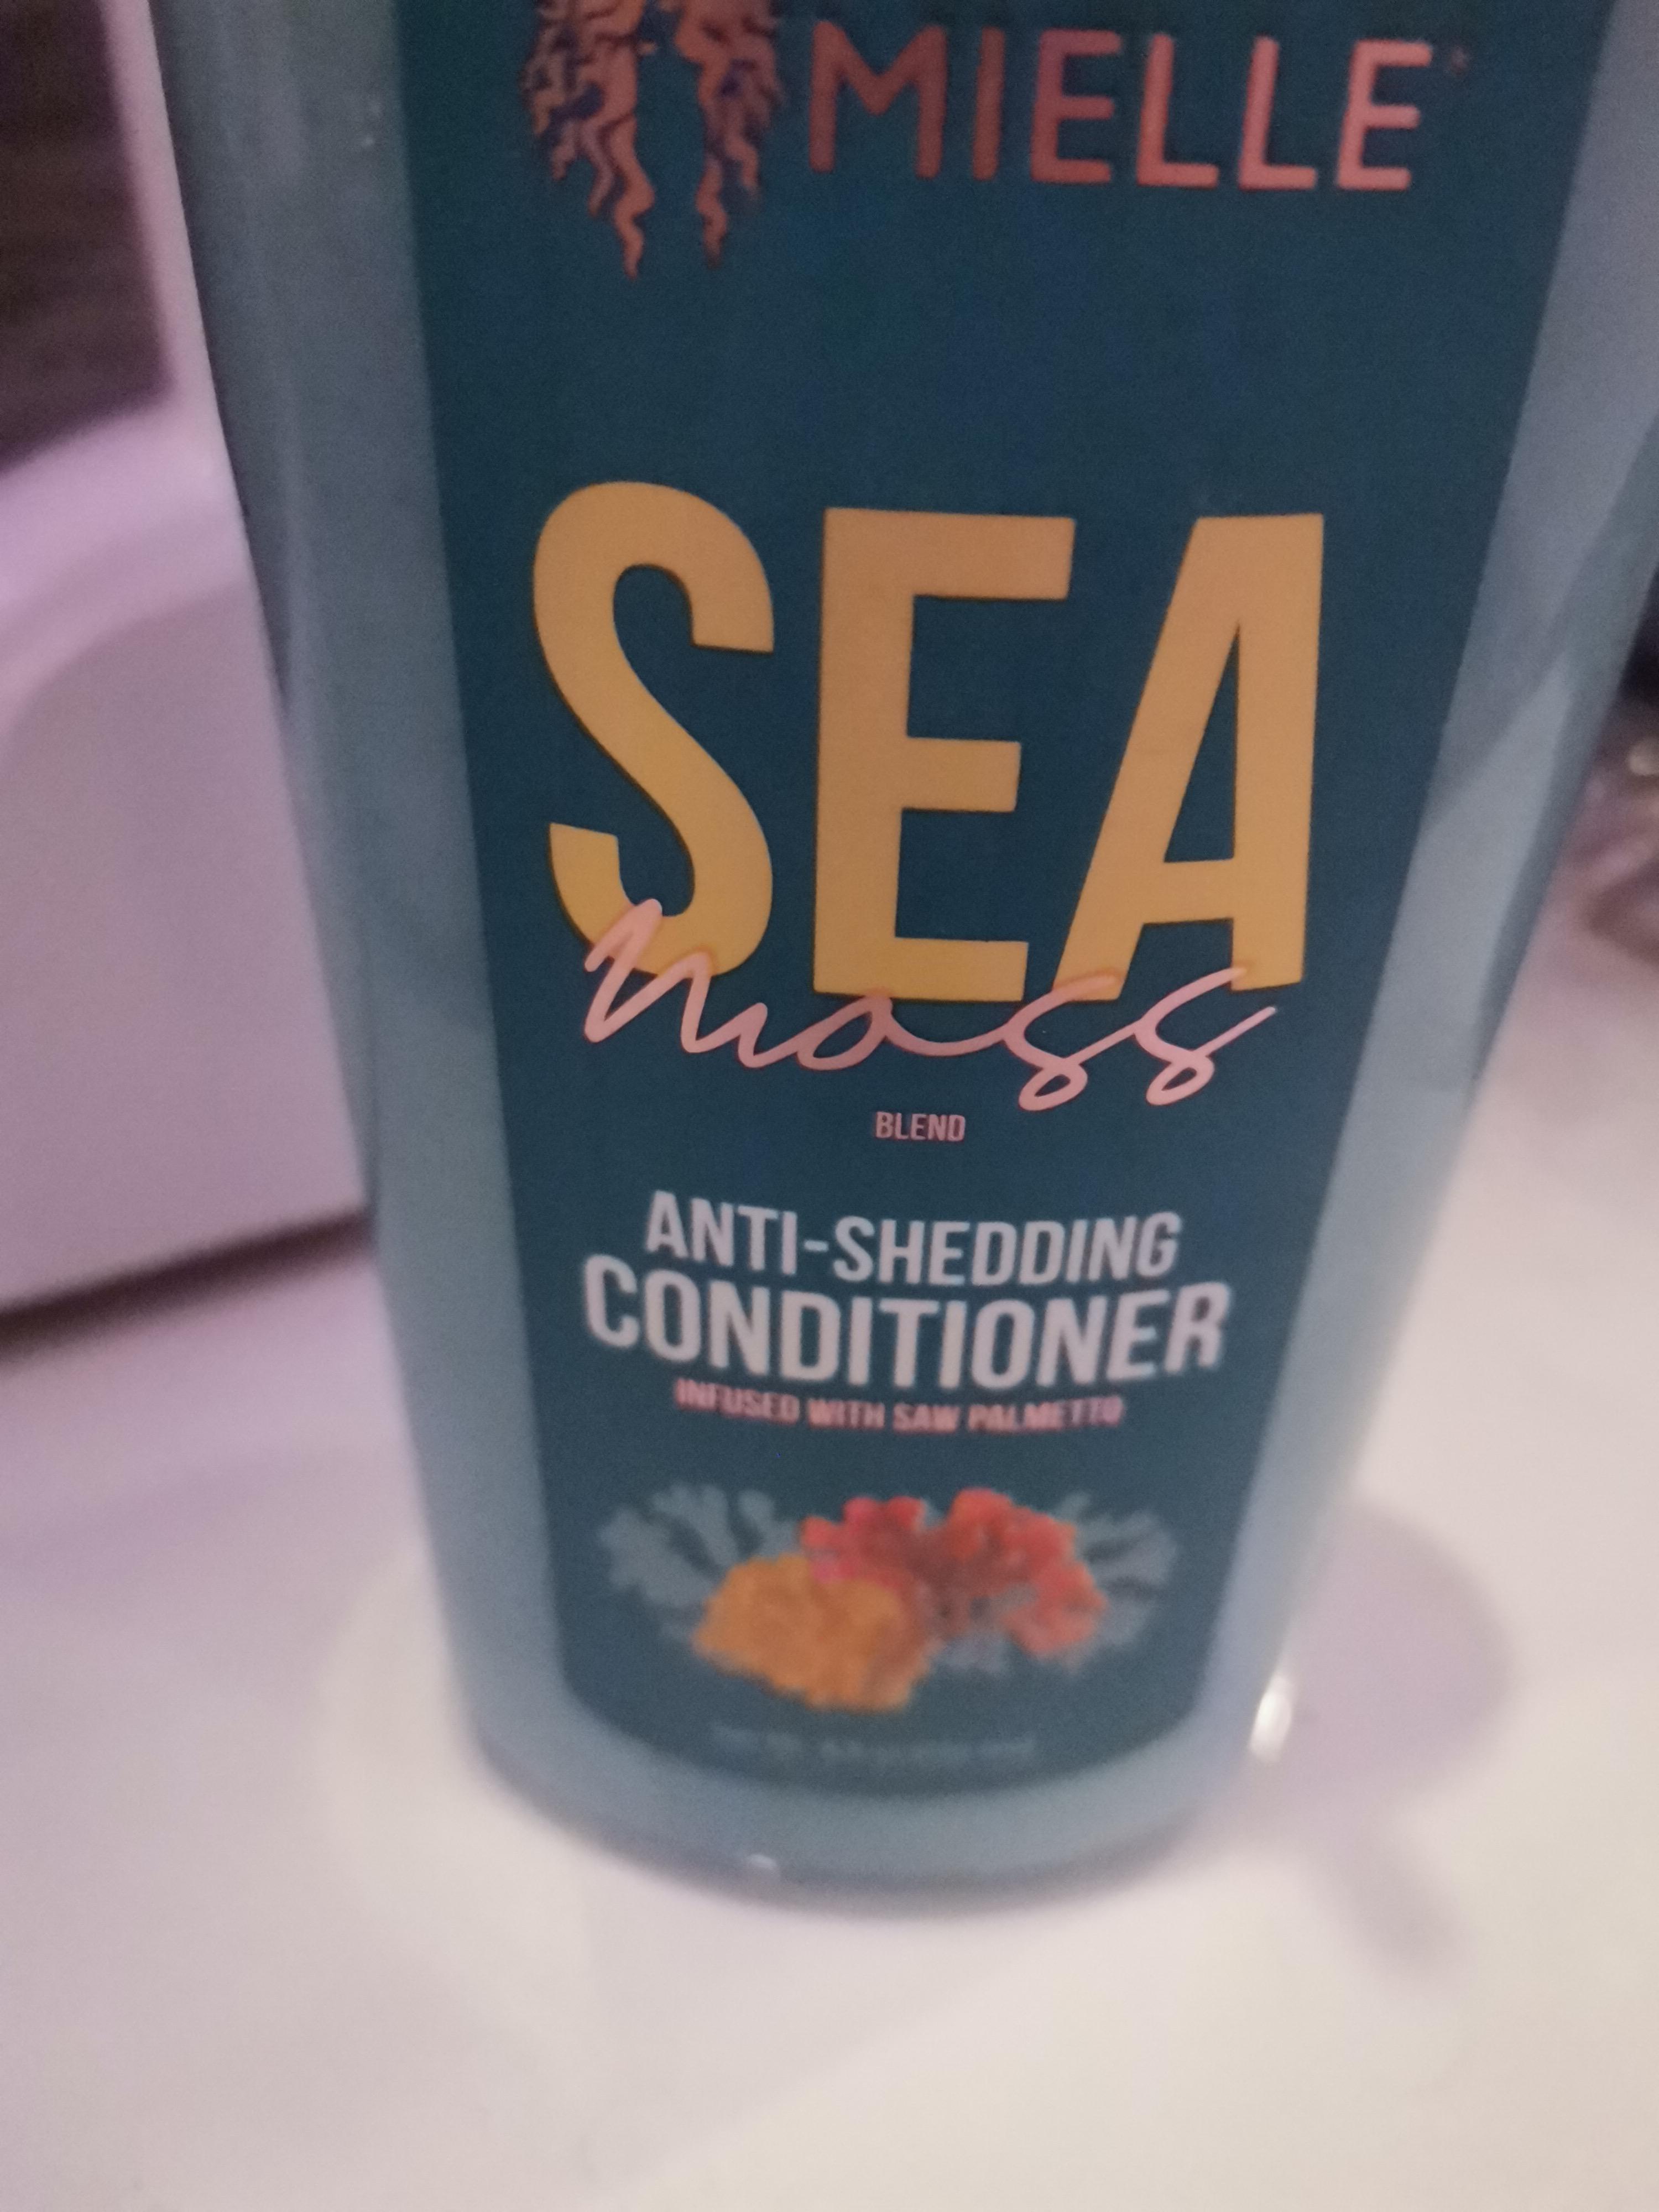 MIELLE
SEA
moss
BLEND
ANTI-SHEDDING
CONDITIONER
INFUSED WITH SAW PALMETTO